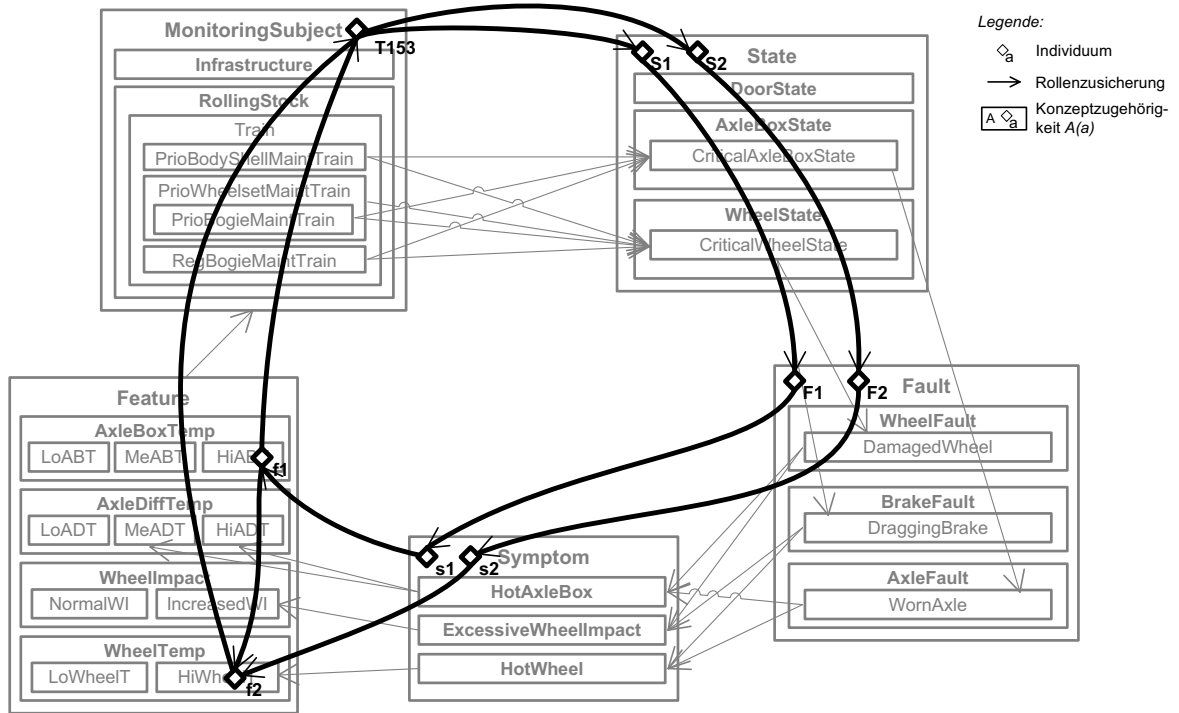 Legende:
a
Individuum
Rollenzusicherung
A
a
Konzeptzugehörig-
keit A(a)
MonitoringSubject
T153
Infrastructure
RollingStock
Train
PrioBodyShellMaintTrain
PrioWheelsetMaintTrain
PrioBogieMaintTrain
RegBogieMaintTrain
S1
S2
State
DoorState
AxleBoxState
CriticalAxleBoxState
WheelState
CriticalWheelState
Feature
AxleBoxTemp
LoABT
MeABT
f1
AxleDiffTemp
LoADT
MeADT
HiADT
WheelImpact
NormalWI
IncreasedWI
WheelTemp
LoWheelT
f2
s1
s2
Symptom
HotAxleBox
ExcessiveWheelImpact
HotWheel
F1
F2
Fault
WheelFault
DamagedWheel
BrakeFault
DraggingBrake
AxleFault
WornAxle